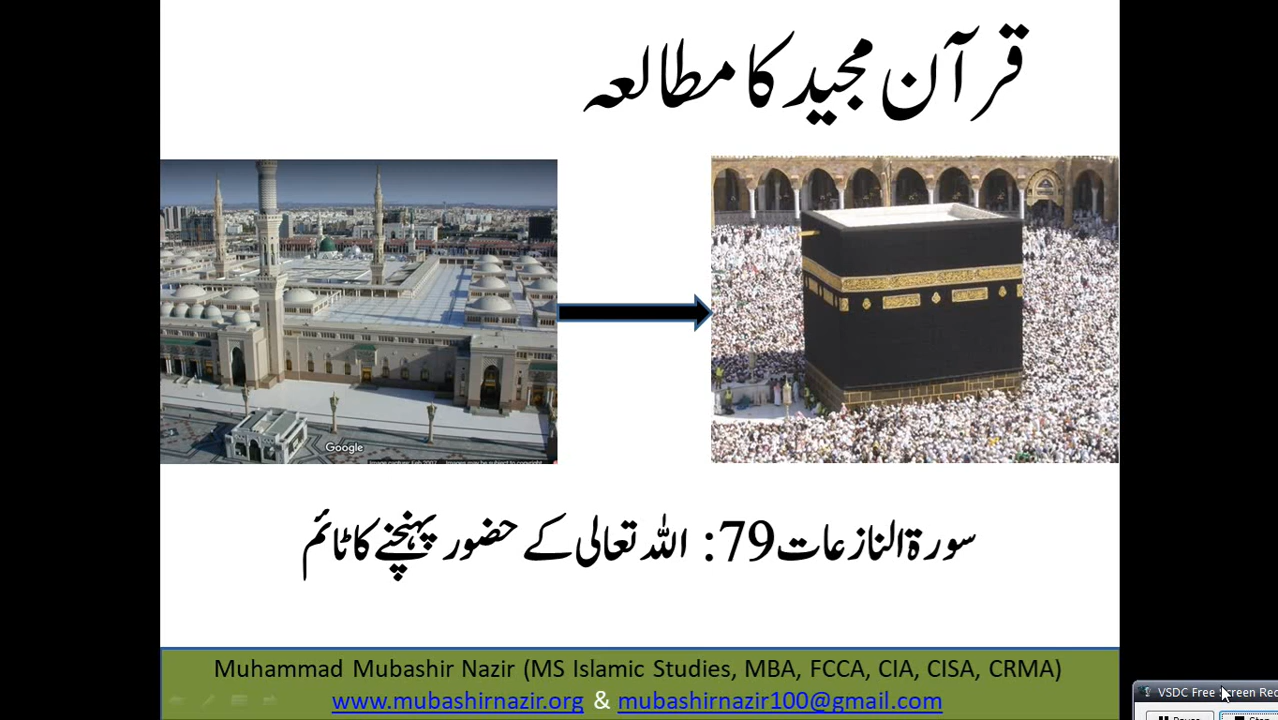 قرآن مجید کا مطالعہ
Google
سورۃ النازعات 79: اللہ تعالی کے حضور پہنچنے کا ٹائم
Muhammad Mubashir Nazir (MS Islamic Studies, MBA, FCCA, CIA, CISA, CRMA)
www.mubashirnazir.org & mubashirnazir100@gmail.com
VSDC Free Screen Rec